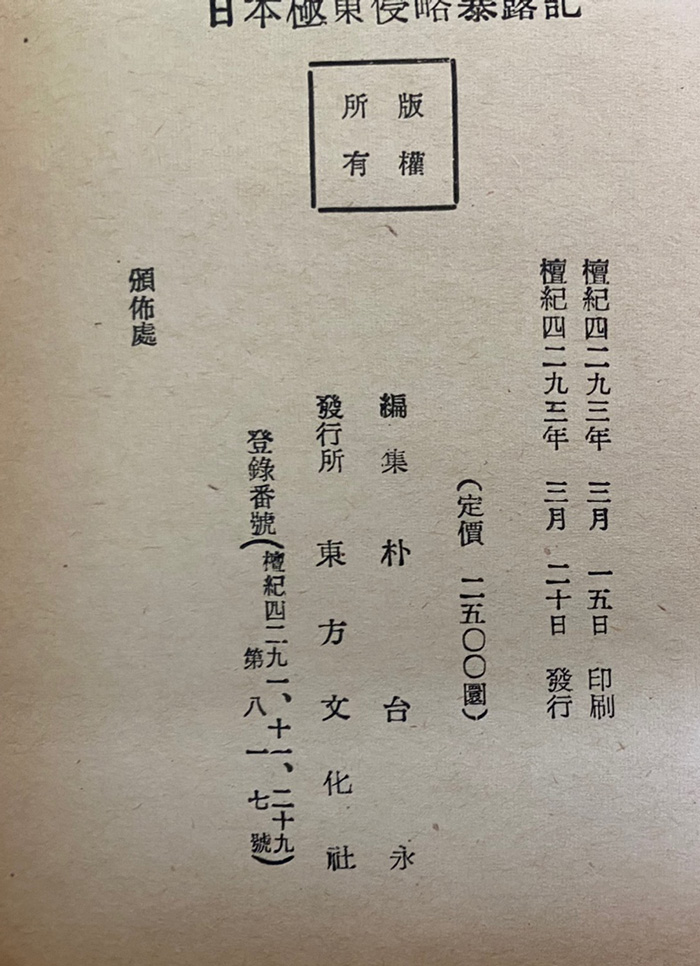 日本極東侵略暴露記
版權
所有
檀紀四二九三年 三月 一五日 印刷
檀紀四二九三年 三月 二十日 發行
(定價 二五〇〇圜)
編集 朴台永
發行所 東方文化社
登錄番號(檀紀四二九一、十一、二十九
第八一七號)
頒佈處